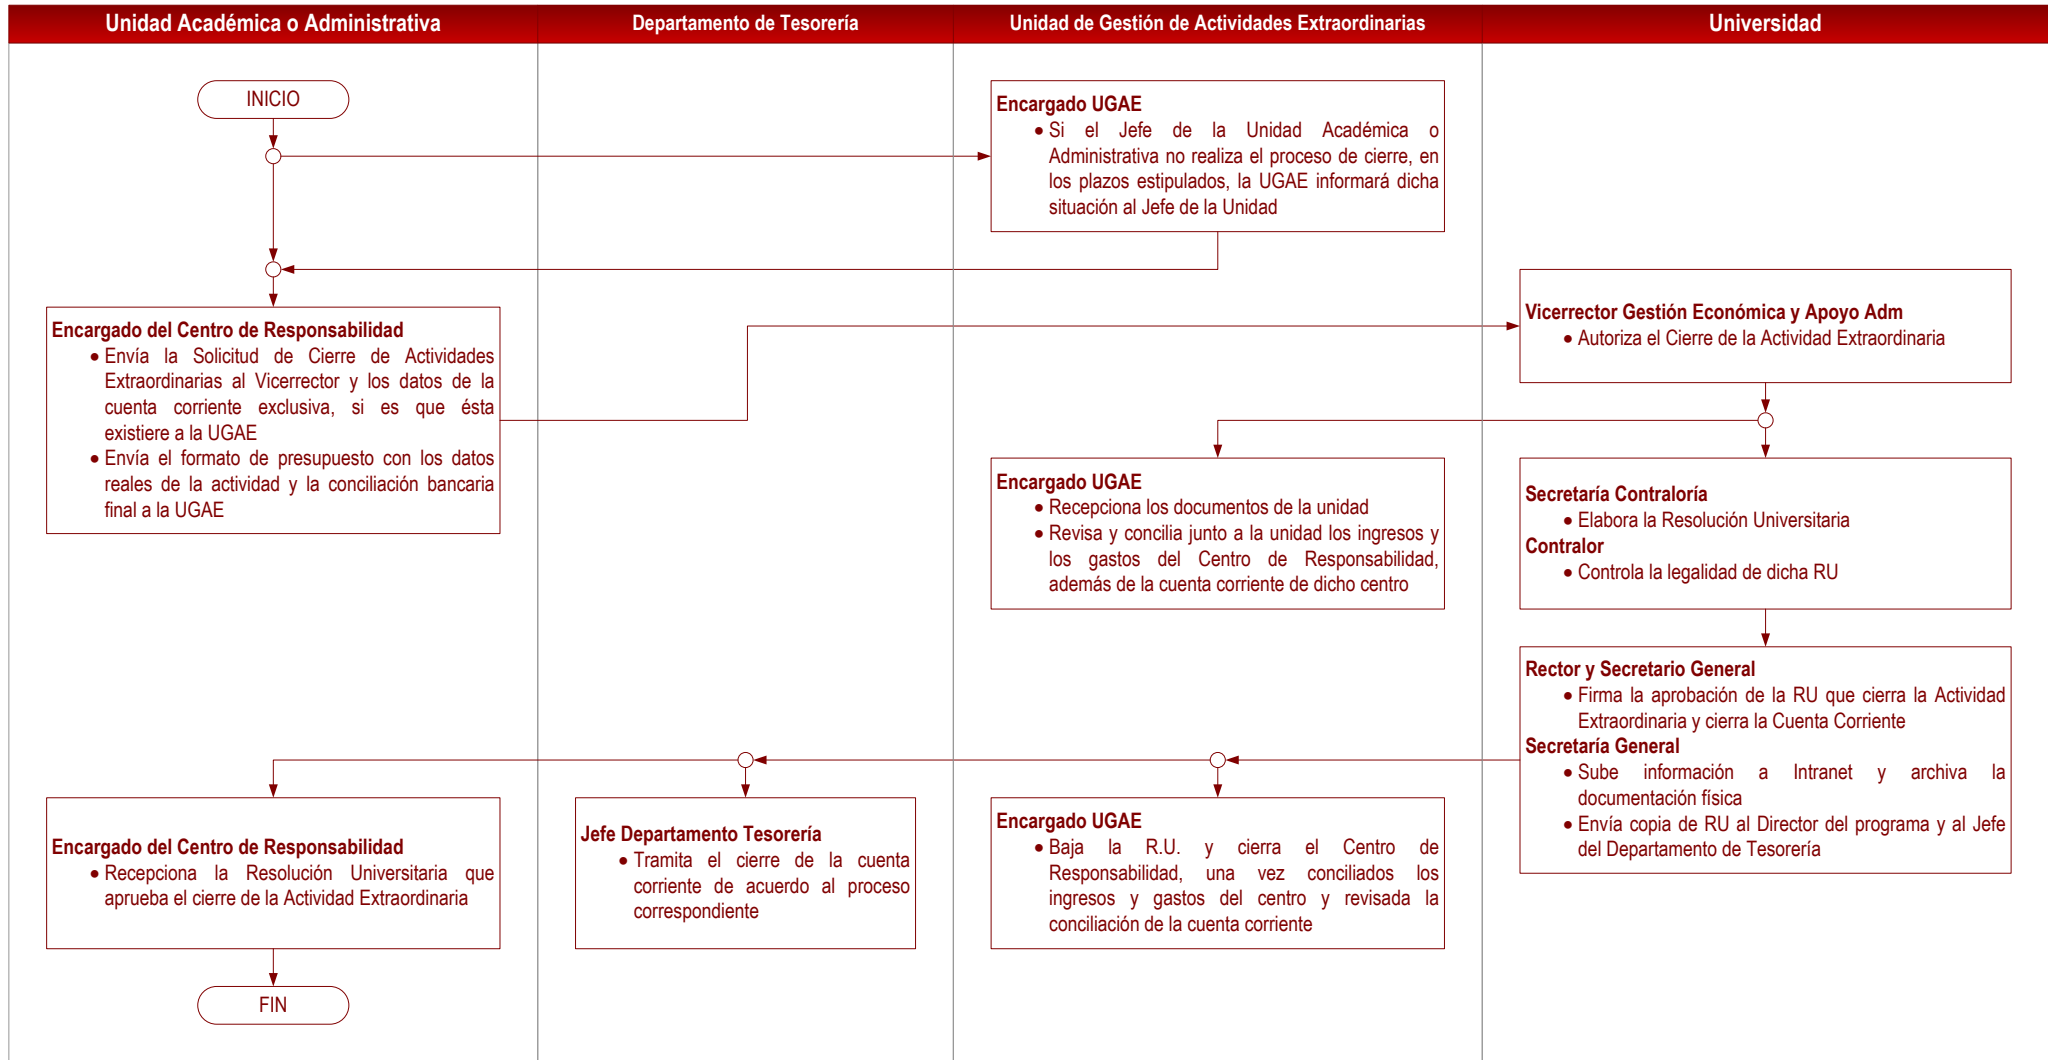 Unidad Académica o Administrativa
Departamento de Tesorería
Unidad de Gestión de Actividades Extraordinarias
Universidad
INICIO
Encargado UGAE
• Si el Jefe de la Unidad Académica o
Administrativa no realiza el proceso de cierre, en
los plazos estipulados, la UGAE informará dicha
situación al Jefe de la Unidad
Encargado del Centro de Responsabilidad
• Envía la Solicitud de Cierre de Actividades
Extraordinarias al Vicerrector y los datos de la
cuenta corriente exclusiva, si es que ésta
existiere a la UGAE
• Envía el formato de presupuesto con los datos
reales de la actividad y la conciliación bancaria
final a la UGAE
Vicerrector Gestión Económica y Apoyo Adm
• Autoriza el Cierre de la Actividad Extraordinaria
Encargado UGAE
• Recepciona los documentos de la unidad
• Revisa y concilia junto a la unidad los ingresos y
los gastos del Centro de Responsabilidad,
además de la cuenta corriente de dicho centro
Secretaría Contraloría
• Elabora la Resolución Universitaria
Contralor
• Controla la legalidad de dicha RU
Rector y Secretario General
• Firma la aprobación de la RU que cierra la Actividad
Extraordinaria y cierra la Cuenta Corriente
Secretaría General
• Sube información a Intranet y archiva la
documentación física
• Envía copia de RU al Director del programa y al Jefe
del Departamento de Tesorería
Encargado del Centro de Responsabilidad
• Recepciona la Resolución Universitaria que
aprueba el cierre de la Actividad Extraordinaria
Jefe Departamento Tesorería
• Tramita el cierre de la cuenta
corriente de acuerdo al proceso
correspondiente
Encargado UGAE
• Baja la R.U. y cierra el Centro de
Responsabilidad, una vez conciliados los
ingresos y gastos del centro y revisada la
conciliación de la cuenta corriente
FIN